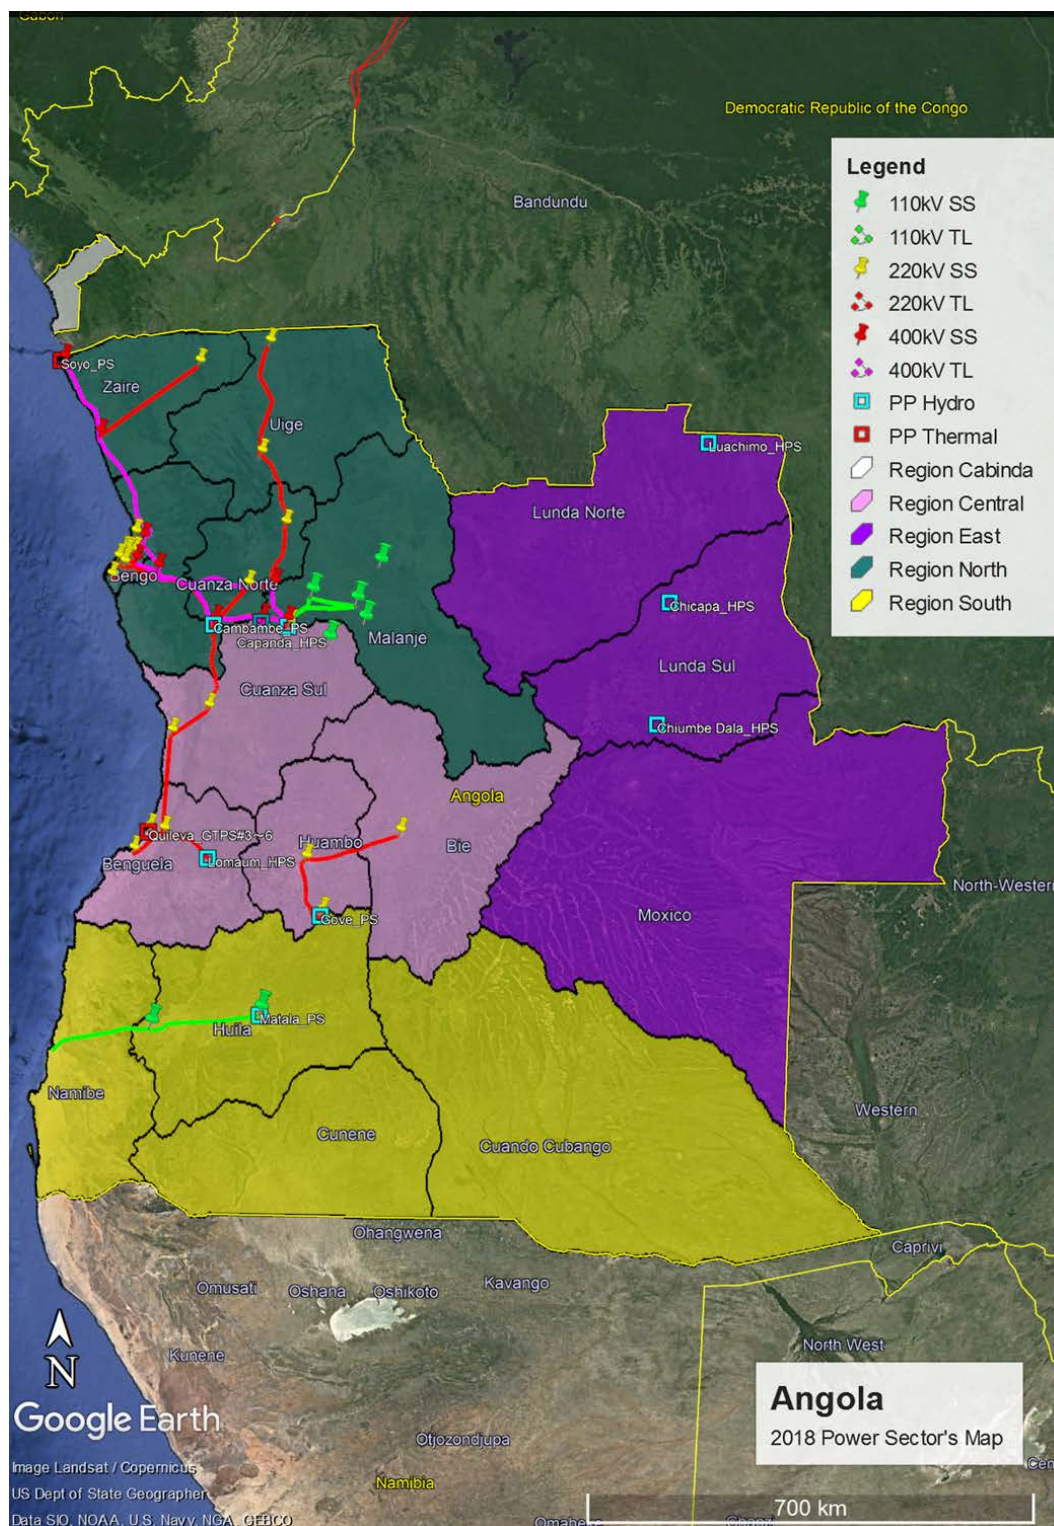 Gabon
Democratic Republic of the Congo
Bandundu
Legend
110kV SS
110kV TL
220kV SS
220kV TL
400kV SS
400kV TL
PP Hydro
PP Thermal
Region Cabinda
Region Central
Region East
Region North
Region South
Soyo_PS
Zaire
Uige
Luachimo_HPS
Lunda Norte
Bengo
Cuanza Norte
Chicapa_HPS
Cambambe_PS
Capanda_HPS
Malanje
Lunda Sul
Cuanza Sul
Chiumbe Dala_HPS
Angola
Quileva_GTPS#3~6
Huambo
Bie
Benguela
Lomaum_HPS
North-Western
Gove_PS
Moxico
Matala_PS
Huila
Namibe
Western
Cunene
Cuando Cubango
Ohangwena
Caprivi
Omusati
Oshana
Oshikoto
Kavango
N
Kunene
North West
Angola
2018 Power Sector's Map
Google Earth
Otjozondjupa
Image Landsat / Copernicus
US Dept of State Geographer
Namibia
Cen
Data SIO, NOAA, U.S. Navy, NGA, GEBCO
700 km